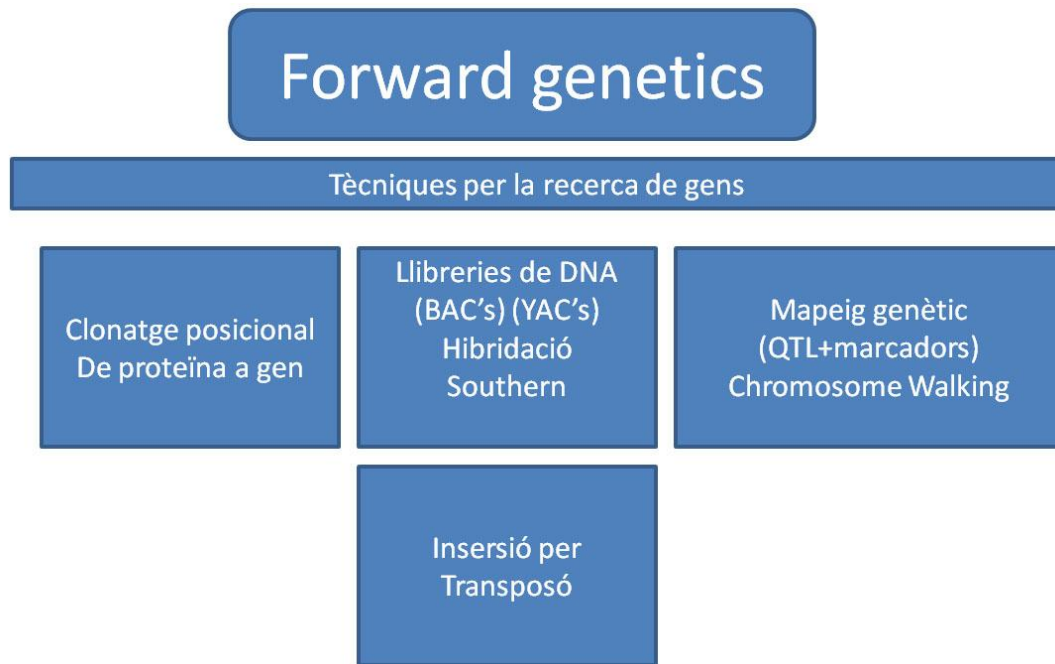 Forward genetics
Tècniques per la recerca de gens
Clonatge posicional
De proteïna a gen
Llibreries de DNA
(BAC's) (YAC's)
Hibridació
Southern
Mapeig genètic
(QTL+marcadors)
Chromosome Walking
Insersió per
Transposó